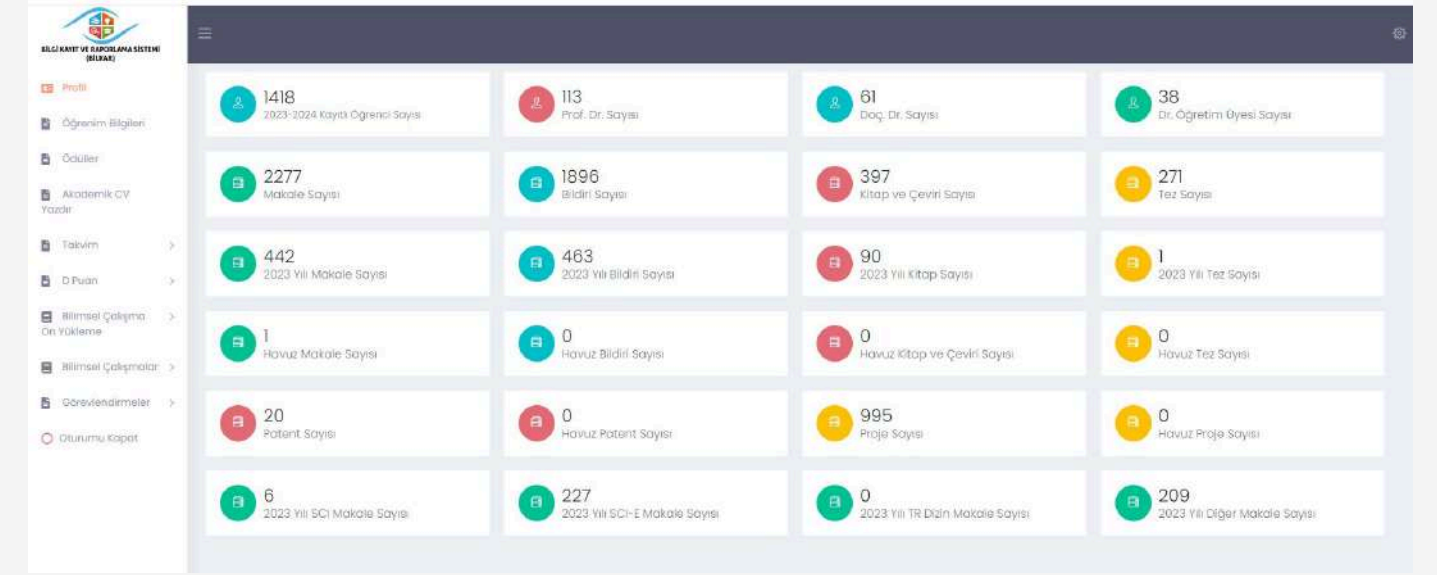 BİLGİ KAYIT VE RAPORLAMA SİSTEMİ
(BİLKAR)
Profil
Öğrenim Bilgileri
Ödüller
Akademik CV
Yazdır
Takvim
D Puan
Bilimsel Çalışma
Ön Yükleme
Bilimsel Çalışmalar
Görevlendirmeler
Oturumu Kapat
1418
2023-2024 Kayıtlı Öğrenci Sayısı
113
Prof. Dr. Sayısı
61
Doç. Dr. Sayısı
38
Dr. Öğretim Üyesi Sayısı
2277
Makale Sayısı
1896
Bildiri Sayısı
397
Kitap ve Çeviri Sayısı
271
Tez Sayısı
442
2023 Yılı Makale Sayısı
463
2023 Yılı Bildiri Sayısı
90
2023 Yılı Kitap Sayısı
1
2023 Yılı Tez Sayısı
1
Havuz Makale Sayısı
0
Havuz Bildiri Sayısı
0
Havuz Kitap ve Çeviri Sayısı
0
Havuz Tez Sayısı
20
Patent Sayısı
0
Havuz Patent Sayısı
995
Proje Sayısı
0
Havuz Proje Sayısı
6
2023 Yılı SCI Makale Sayısı
227
2023 Yılı SCI-E Makale Sayısı
0
2023 Yılı TR Dizin Makale Sayısı
209
2023 Yılı Diğer Makale Sayısı